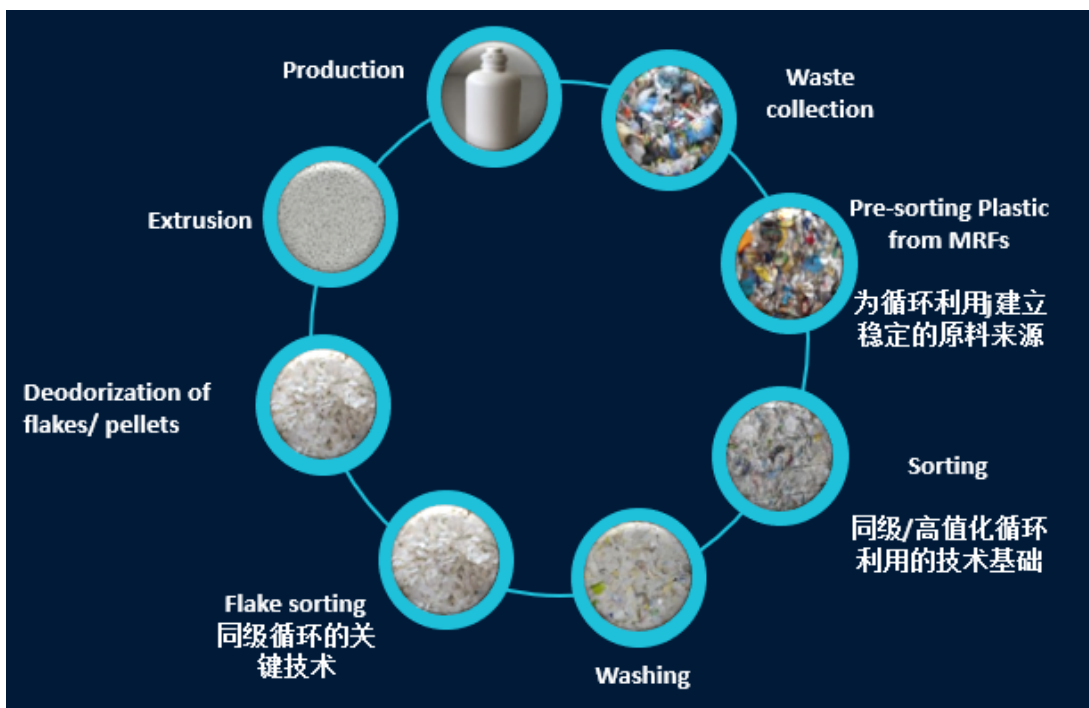 Production
Waste
collection
Pre-sorting Plastic
from MRFs
为循环利用j建立
稳定的原料来源
Sorting
同级/高值化循环
利用的技术基础
Washing
Flake sorting
同级循环的关
键技术
Deodorization of
flakes/ pellets
Extrusion